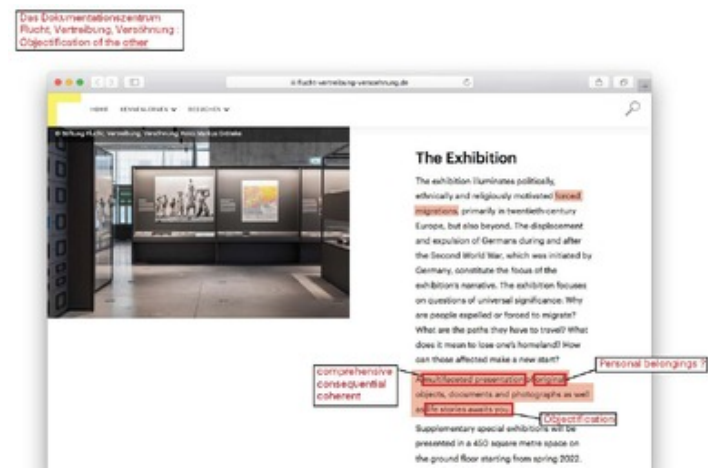 Das Dokumentationszentrum
Flucht, Vertreibung, Versöhnung :
Objectification of the other
HOME
© Stiftung Flucht, Vertreibung, Versöhnung, Foto: Markus Gröteke
The Exhibition
The exhibition illuminates politically,
ethnically and religiously motivated forced
migrations, primarily in twentieth-century
Europe, but also beyond. The displacement
and expulsion of Germans during and after
the Second World War, which was initiated by
Germany, constitute the focus of the
exhibition's narrative. The exhibition focuses
on questions of universal significance: Why
are people expelled or forced to migrate?
What are the paths they have to travel? What
does it mean to lose one's homeland? How
can those affected make a new start?
Personal belongings ?
comprehensive
consequential
coherent
A multifaceted presentation of original
objects, documents and photographs as well
as life stories awaits you.
Objectification
Supplementary special exhibitions will be
presented in a 450 square metre space on
the ground floor starting from spring 2022.